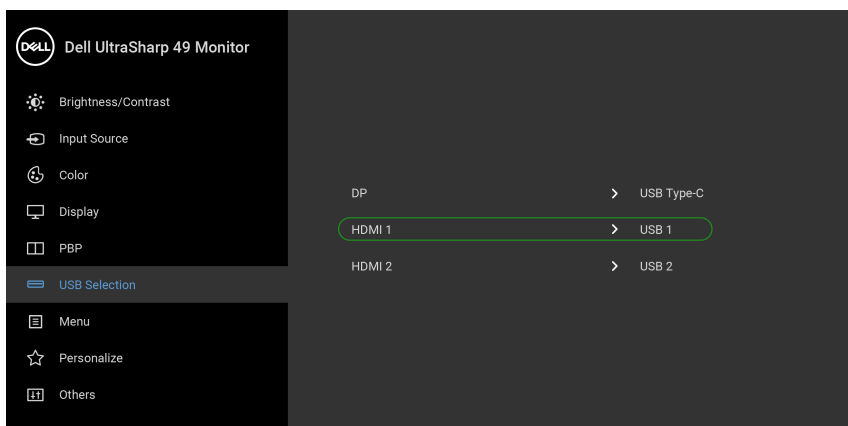 DELL
Dell UltraSharp 49 Monitor
Brightness/Contrast
Input Source
Color
Display
PBP
USB Selection
Menu
Personalize
Others
DP USB Type-C
HDMI 1 USB 1
HDMI 2 USB 2